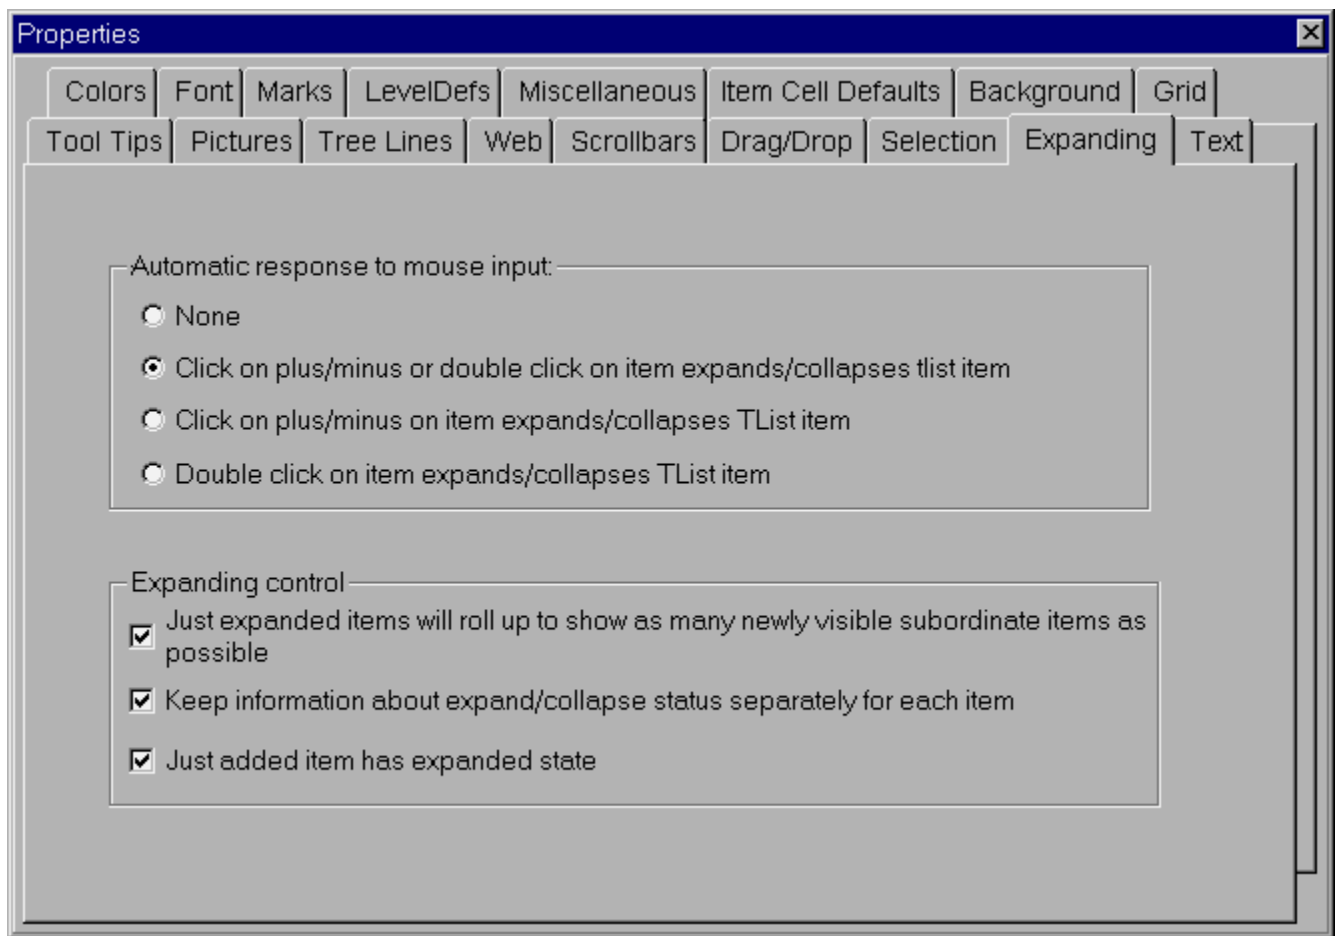 Properties
Colors Font Marks LevelDefs Miscellaneous Item Cell Defaults Background Grid
Tool Tips Pictures Tree Lines Web Scrollbars Drag/Drop Selection Expanding Text
Automatic response to mouse input:
None
Click on plus/minus or double click on item expands/collapses tlist item
Click on plus/minus on item expands/collapses TList item
Double click on item expands/collapses TList item
Expanding control
Just expanded items will roll up to show as many newly visible subordinate items as
possible
Keep information about expand/collapse status separately for each item
Just added item has expanded state